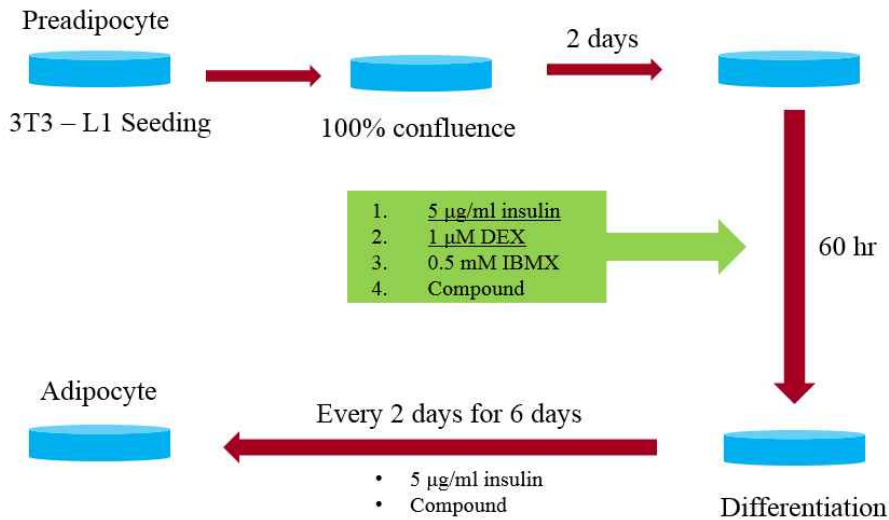 Preadipocyte
3T3 – L1 Seeding
100% confluence
2 days
1. 5 μg/ml insulin
2. 1 μM DEX
3. 0.5 mM IBMX
4. Compound
60 hr
Differentiation
Every 2 days for 6 days
• 5 μg/ml insulin
• Compound
Adipocyte